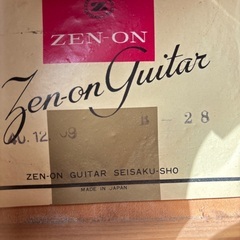 ZEN-ON
Zen-on Guitar
B-28
ZEN-ON GUITAR SEISAKU-SHO
MADE IN JAPAN